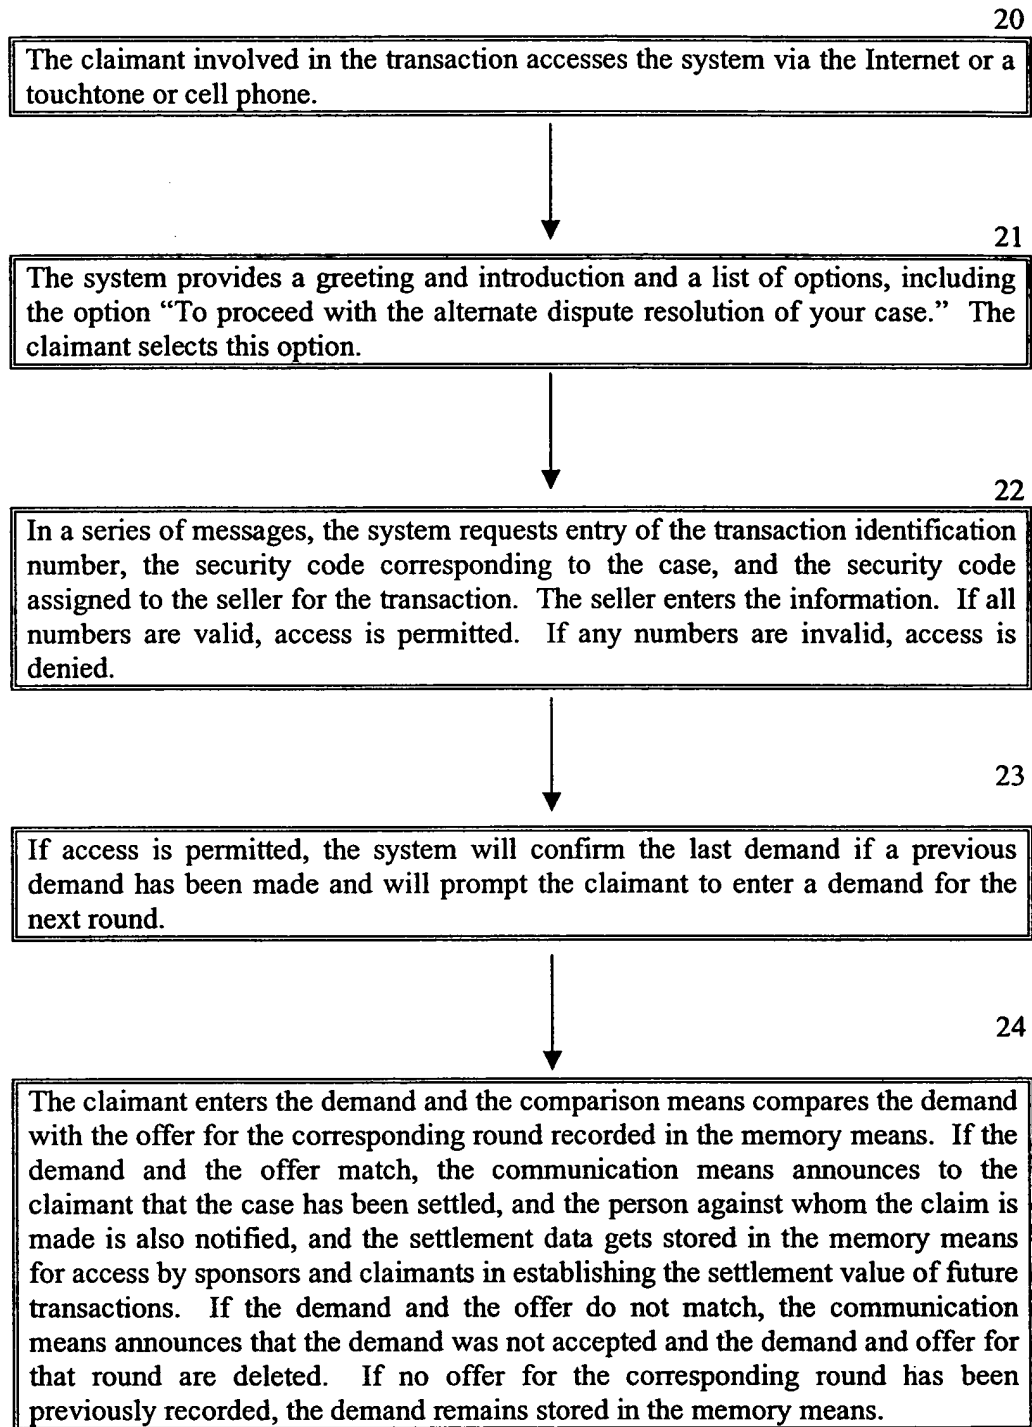 20
The claimant involved in the transaction accesses the system via the Internet or a
touchtone or cell phone.
21
The system provides a greeting and introduction and a list of options, including
the option “To proceed with the alternate dispute resolution of your case.” The
claimant selects this option.
22
In a series of messages, the system requests entry of the transaction identification
number, the security code corresponding to the case, and the security code
assigned to the seller for the transaction. The seller enters the information. If all
numbers are valid, access is permitted. If any numbers are invalid, access is
denied.
23
If access is permitted, the system will confirm the last demand if a previous
demand has been made and will prompt the claimant to enter a demand for the
next round.
24
The claimant enters the demand and the comparison means compares the demand
with the offer for the corresponding round recorded in the memory means. If the
demand and the offer match, the communication means announces to the
claimant that the case has been settled, and the person against whom the claim is
made is also notified, and the settlement data gets stored in the memory means
for access by sponsors and claimants in establishing the settlement value of future
transactions. If the demand and the offer do not match, the communication
means announces that the demand was not accepted and the demand and offer for
that round are deleted. If no offer for the corresponding round has been
previously recorded, the demand remains stored in the memory means.